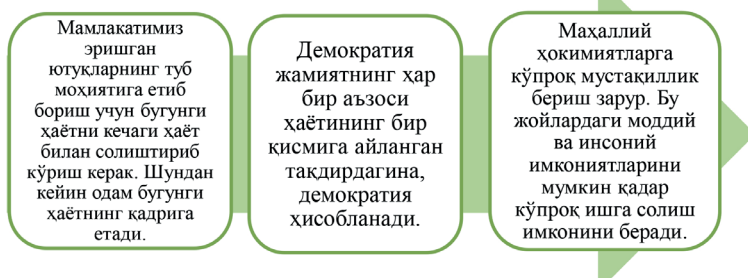 Мамлакатимиз
эришган
ютуқларнинг туб
моҳиятига етиб
бориш учун бугунги
ҳаётни кечаги ҳаёт
билан солиштириб
кўриш керак. Шундан
кейин одам бугунги
ҳаётнинг қадрига
етади.
Демократия
жамиятнинг ҳар
бир аъзоси
ҳаётининг бир
қисмига айланган
тақдирдагина,
демократия
ҳисобланади.
Маҳаллий
ҳокимиятларга
кўпроқ мустақиллик
бериш зарур. Бу
жойлардаги моддий
ва инсоний
имкониятларини
мумкин қадар
кўпроқ ишга солиш
имконини беради.